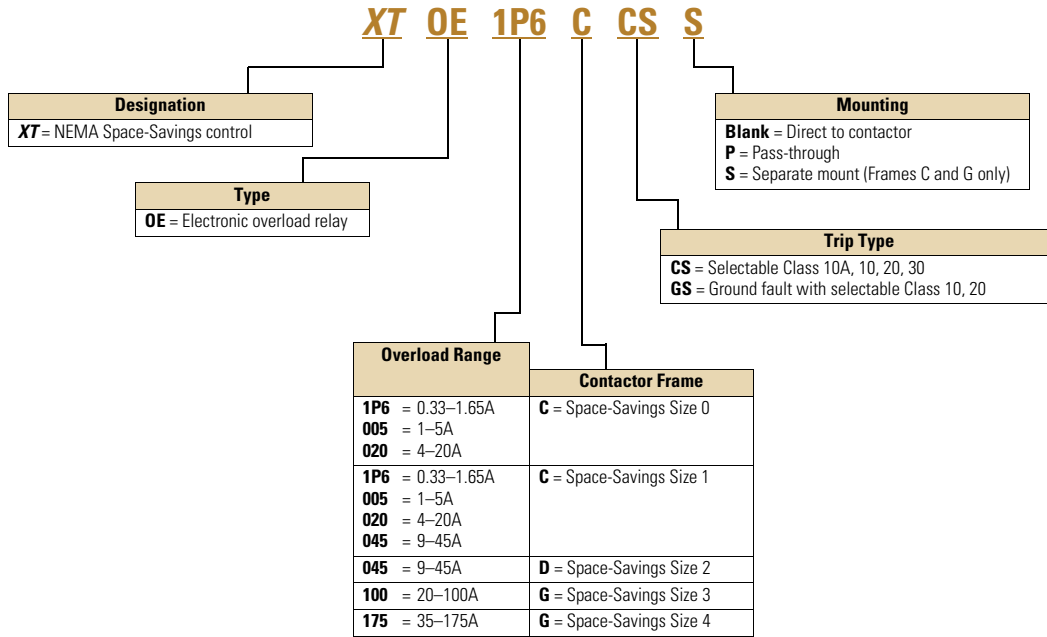 XT OE 1P6 C CS S
Designation
XT = NEMA Space-Savings control
Type
OE = Electronic overload relay
Mounting
Blank = Direct to contactor
P = Pass-through
S = Separate mount (Frames C and G only)
Trip Type
CS = Selectable Class 10A, 10, 20, 30
GS = Ground fault with selectable Class 10, 20
Overload Range
Contactor Frame
1P6 = 0.33–1.65A C = Space-Savings Size 0
005 = 1–5A
020 = 4–20A
1P6 = 0.33–1.65A C = Space-Savings Size 1
005 = 1–5A
020 = 4–20A
045 = 9–45A
045 = 9–45A D = Space-Savings Size 2
100 = 20–100A G = Space-Savings Size 3
175 = 35–175A G = Space-Savings Size 4